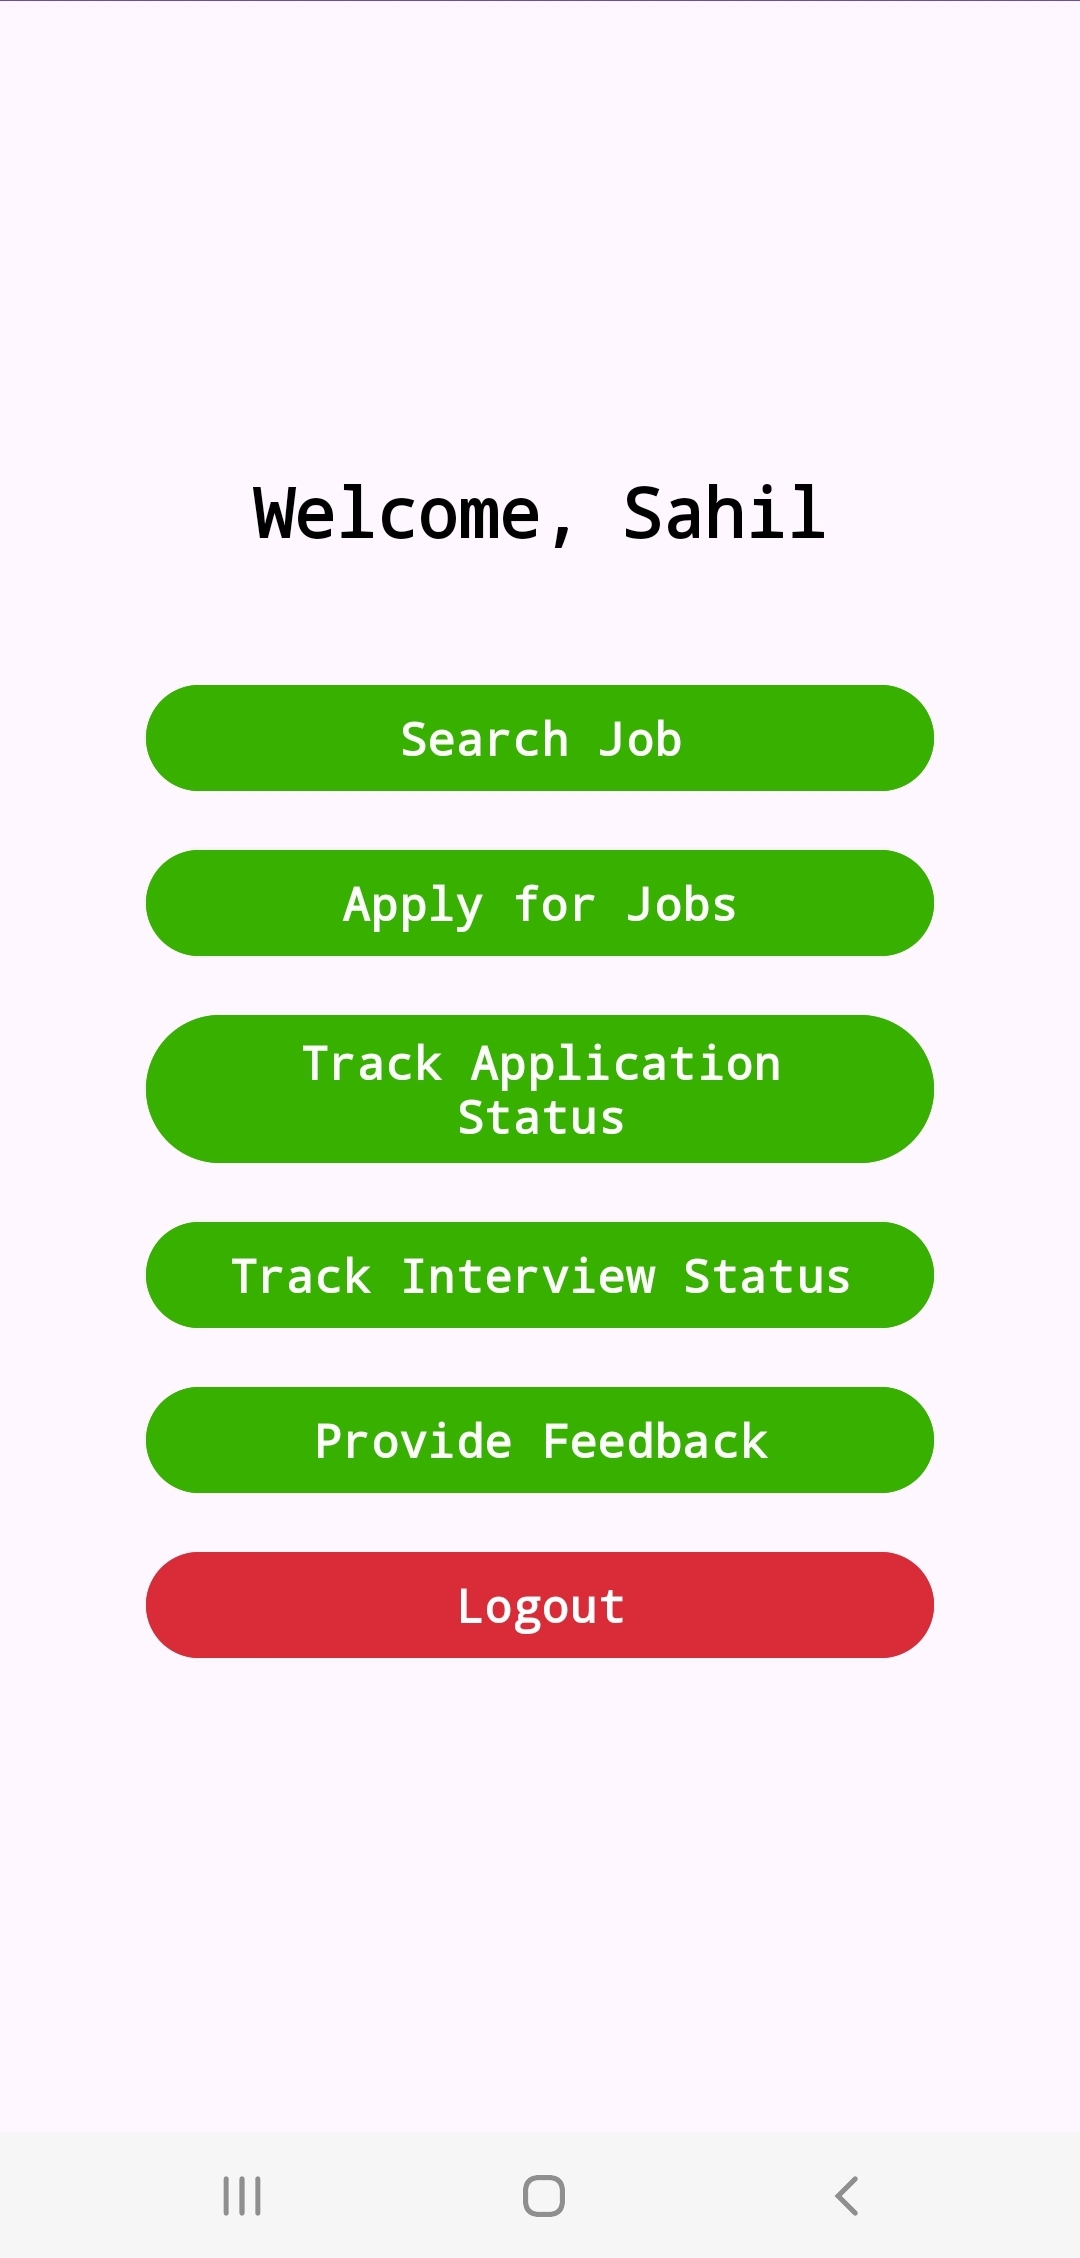 Welcome, Sahil
Search Job
Apply for Jobs
Track Application
Status
Track Interview Status
Provide Feedback
Logout